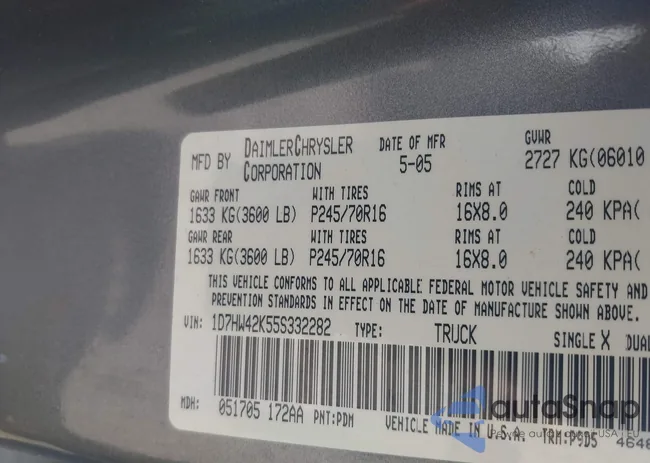 MFD BY DAIMLERCHRYSLER CORPORATION DATE OF MFR 5-05 GVWR 2727 KG(06010
GAWR FRONT WITH TIRES RIMS AT COLD
1633 KG(3600 LB) P245/70R16 16X8.0 240 KPA(
GAWR REAR WITH TIRES RIMS AT COLD
1633 KG(3600 LB) P245/70R16 16X8.0 240 KPA(
THIS VEHICLE CONFORMS TO ALL APPLICABLE FEDERAL MOTOR VEHICLE SAFETY AND
PREVENTION STANDARDS IN EFFECT ON THE DATE OF MANUFACTURE SHOWN ABOVE.
VIN: 1D7HW42K55S332282 TYPE: TRUCK SINGLE X DUAL
MDH: 051705 172AA PNT:PDM VEHICLE MADE IN U.S.A. TRM:P9D5 4648
autoSnap